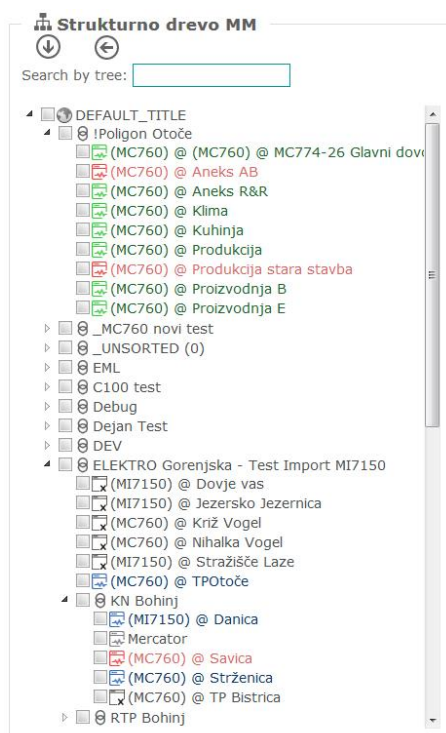 Strukturno drevo MM
Search by tree:
DEFAULT_TITLE
!Poligon Otoče
(MC760) @ (MC760) @ MC774-26 Glavni dov
(MC760) @ Aneks AB
(MC760) @ Aneks R&R
(MC760) @ Klima
(MC760) @ Kuhinja
(MC760) @ Produkcija
(MC760) @ Produkcija stara stavba
(MC760) @ Proizvodnja B
(MC760) @ Proizvodnja E
_MC760 novi test
_UNSORTED (0)
EML
C100 test
Debug
Dejan Test
DEV
ELEKTRO Gorenjska - Test Import MI7150
(MI7150) @ Dovje vas
(MI7150) @ Jezersko Jezernica
(MC760) @ Križ Vogel
(MC760) @ Nihalka Vogel
(MI7150) @ Stražišče Laze
(MC760) @ TPOtoče
KN Bohinj
(MI7150) @ Danica
Mercator
(MC760) @ Savica
(MC760) @ Strženica
(MC760) @ TP Bistrica
RTP Bohinj